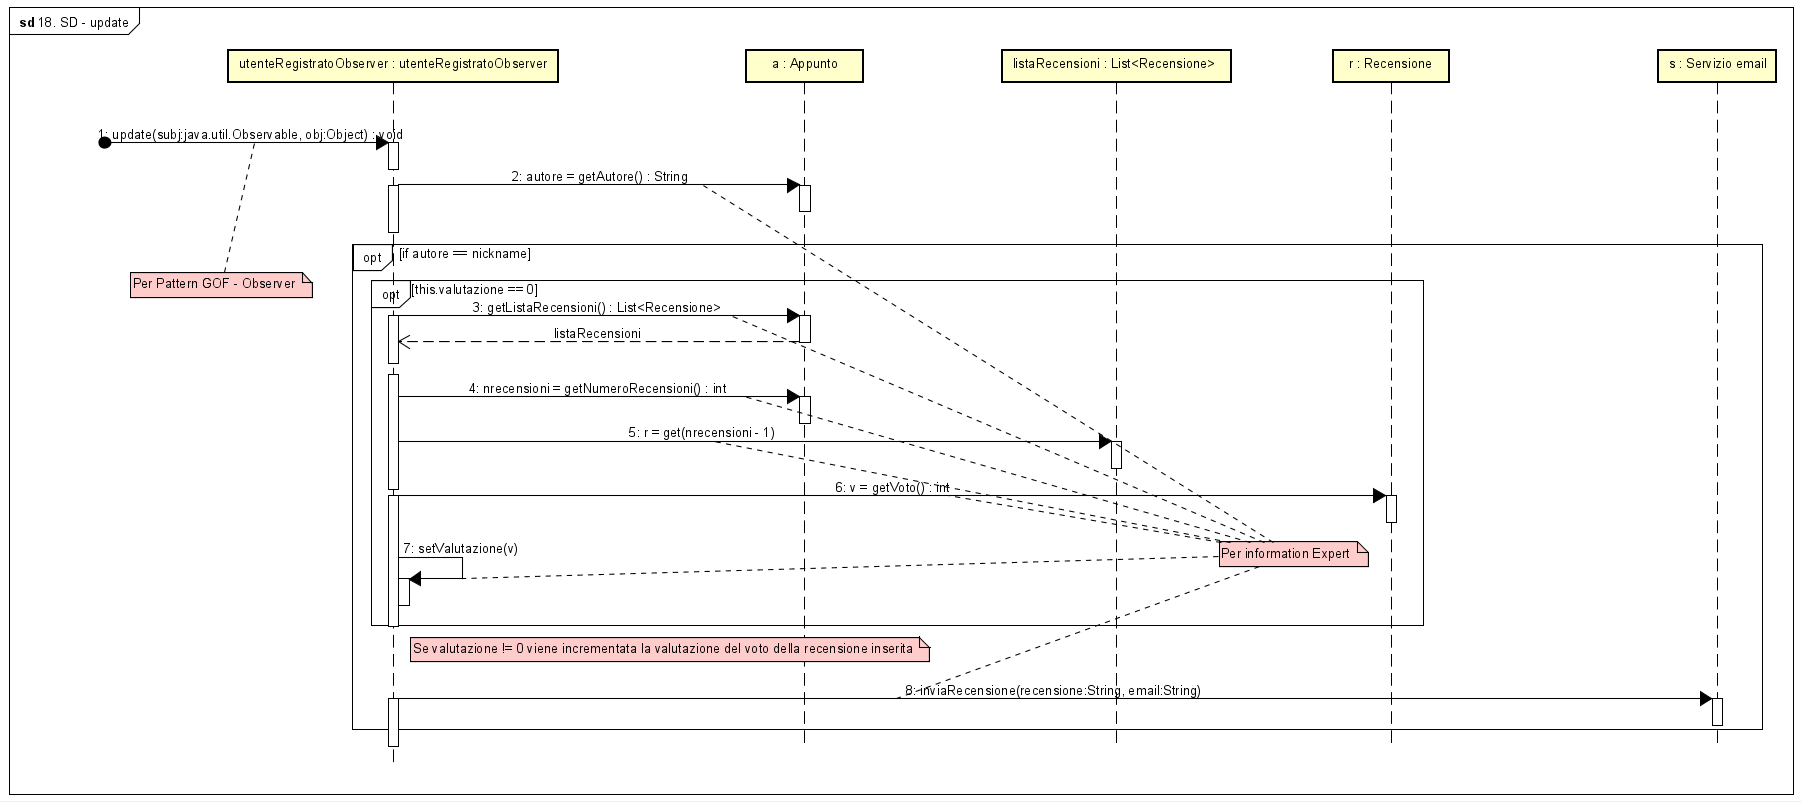 sd 18. SD - update
utenteRegistratoObserver : utenteRegistratoObserver
a : Appunto
listaRecensioni : List<Recensione>
r : Recensione
s : Servizio email
1: update(subj:java.util.Observable, obj:Object) : void
2: autore = getAutore() : String
opt
[if autore == nickname]
Per Pattern GOF - Observer
opt
[this.valutazione == 0]
3: getListaRecensioni() : List<Recensione>
listaRecensioni
4: nrecensioni = getNumeroRecensioni() : int
5: r = get(nrecensioni - 1)
6: v = getVoto() : int
7: setValutazione(v)
Per information Expert
Se valutazione != 0 viene incrementata la valutazione del voto della recensione inserita
8: inviaRecensione(recensione:String, email:String)